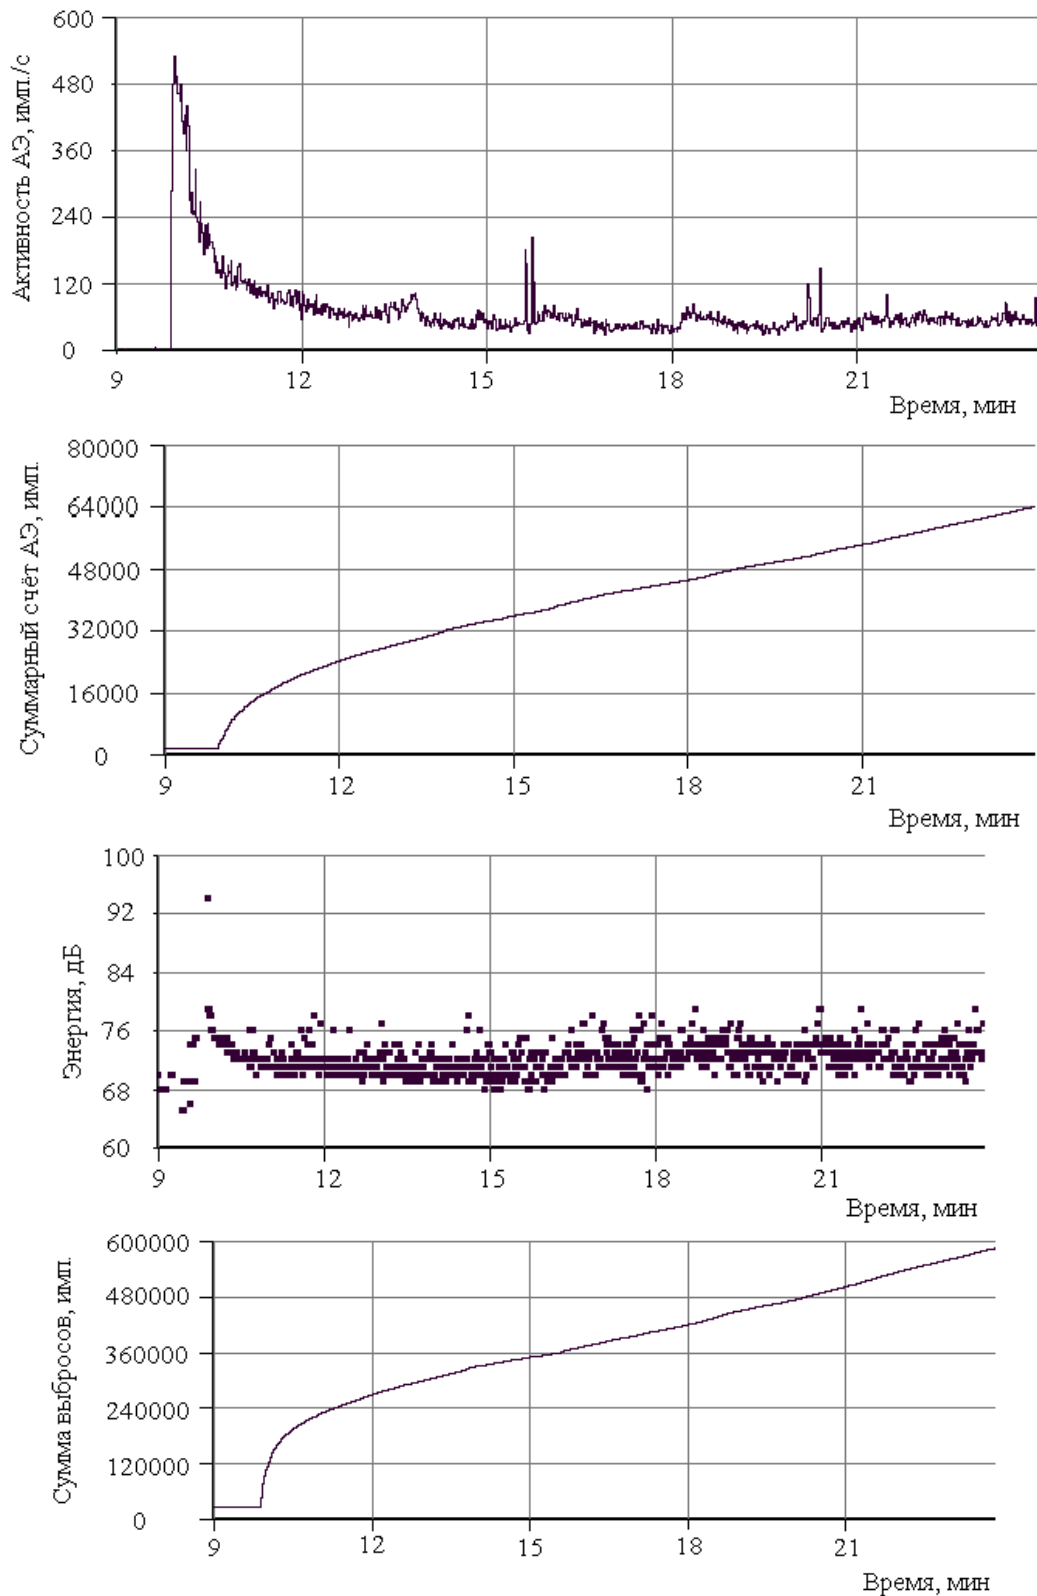 Активность АЭ, имп./с
600
480
360
240
120
0
9 12 15 18 21
Время, мин
Суммарный счёт АЭ, имп.
80000
64000
48000
32000
16000
0
9 12 15 18 21
Время, мин
Энергия, дБ
100
92
84
76
68
60
9 12 15 18 21
Время, мин
Сумма выбросов, имп.
600000
480000
360000
240000
120000
0
9 12 15 18 21
Время, мин